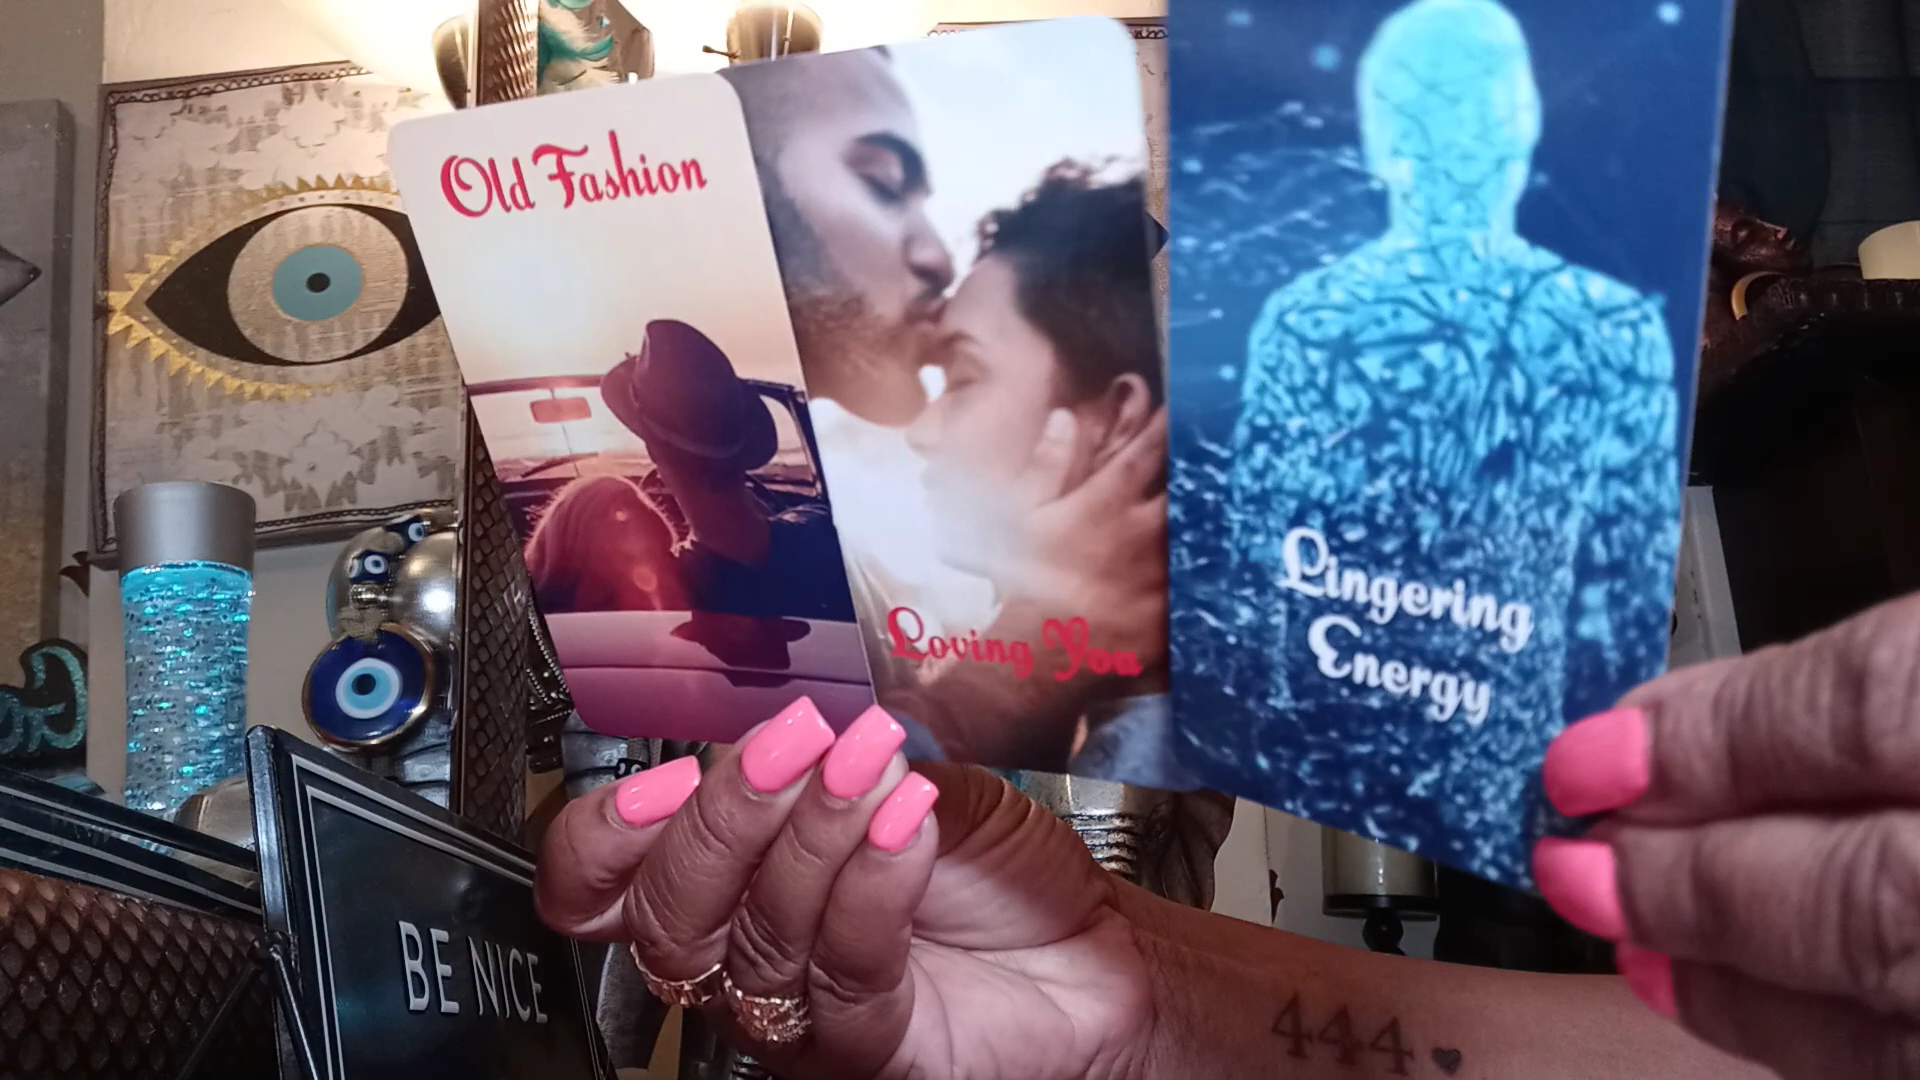 Old Fashion
Loving You
Lingering
Energy
BE NICE
444